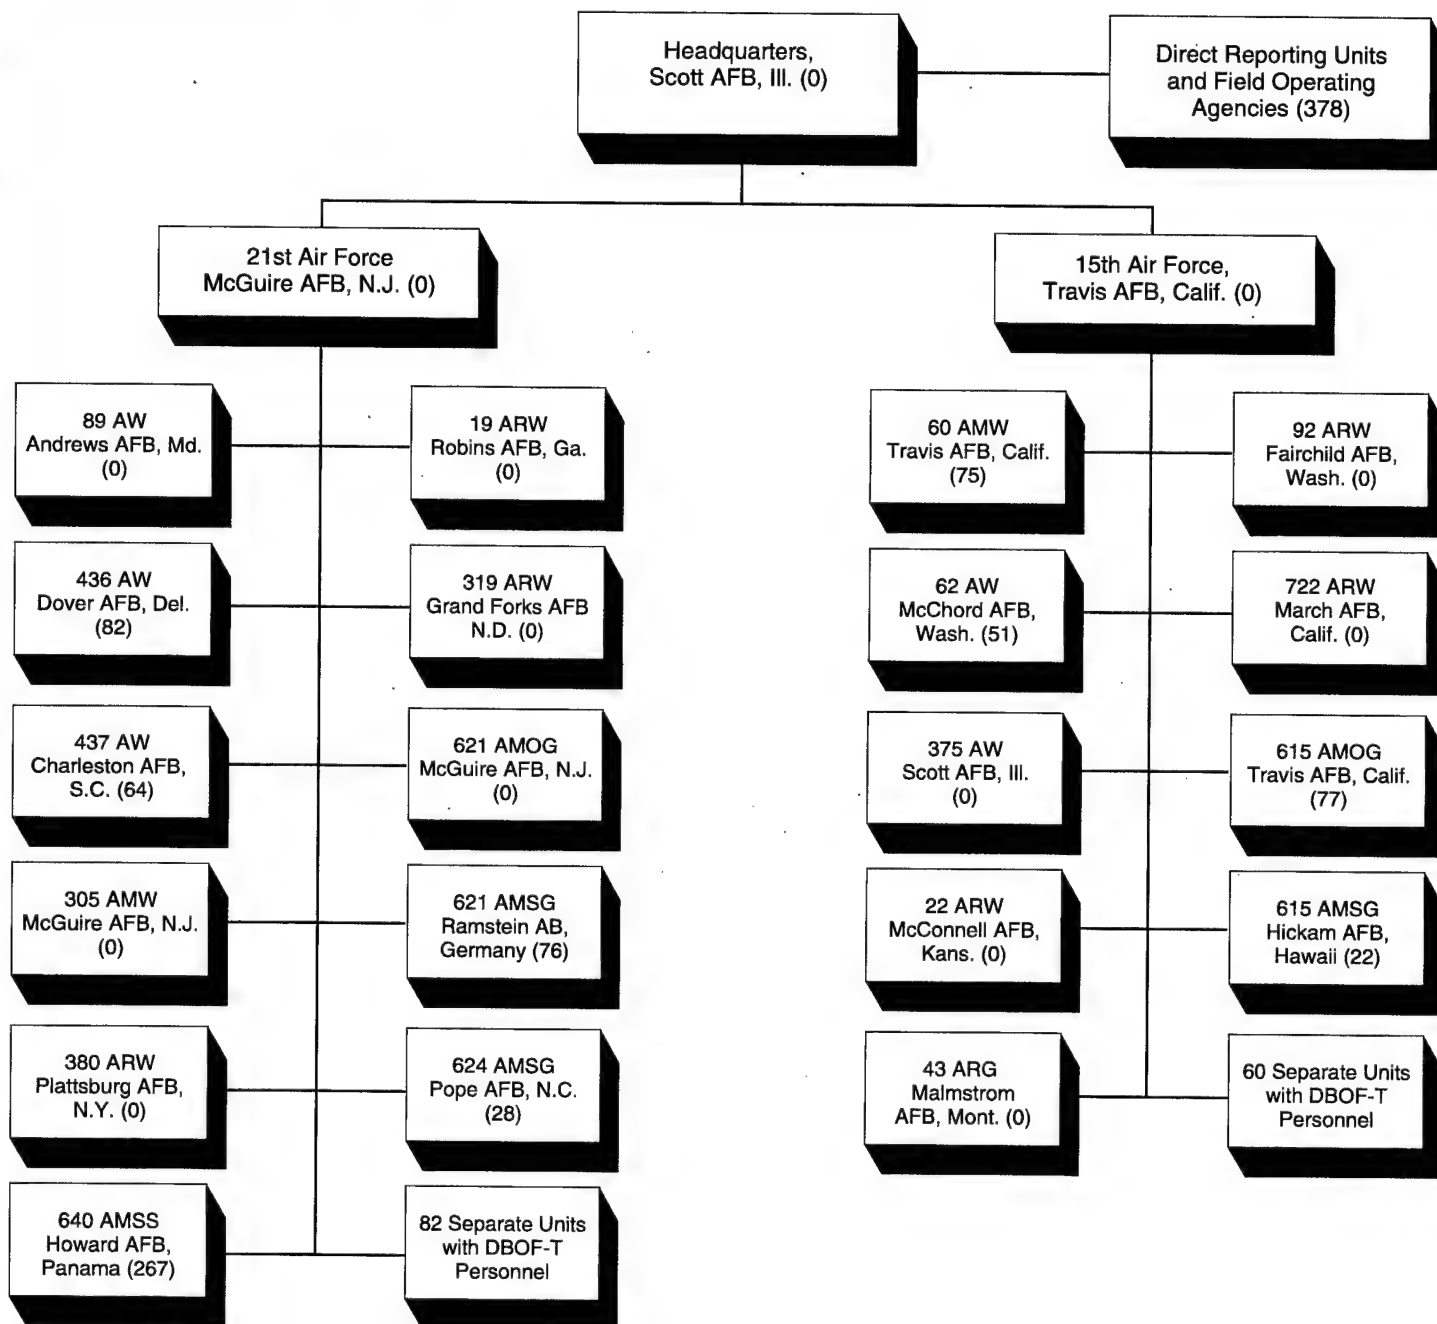 Headquarters,
Scott AFB, Ill. (0)
Direct Reporting Units
and Field Operating
Agencies (378)
21st Air Force
McGuire AFB, N.J. (0)
15th Air Force,
Travis AFB, Calif. (0)
89 AW
Andrews AFB, Md.
(0)
19 ARW
Robins AFB, Ga.
(0)
60 AMW
Travis AFB, Calif.
(75)
92 ARW
Fairchild AFB,
Wash. (0)
436 AW
Dover AFB, Del.
(82)
319 ARW
Grand Forks AFB
N.D. (0)
62 AW
McChord AFB,
Wash. (51)
722 ARW
March AFB,
Calif. (0)
437 AW
Charleston AFB,
S.C. (64)
621 AMOG
McGuire AFB, N.J.
(0)
375 AW
Scott AFB, Ill.
(0)
615 AMOG
Travis AFB, Calif.
(77)
305 AMW
McGuire AFB, N.J.
(0)
621 AMSG
Ramstein AB,
Germany (76)
22 ARW
McConnell AFB,
Kans. (0)
615 AMSG
Hickam AFB,
Hawaii (22)
380 ARW
Plattsburg AFB,
N.Y. (0)
624 AMSG
Pope AFB, N.C.
(28)
43 ARG
Malmstrom
AFB, Mont. (0)
60 Separate Units
with DBOF-T
Personnel
640 AMSS
Howard AFB,
Panama (267)
82 Separate Units
with DBOF-T
Personnel